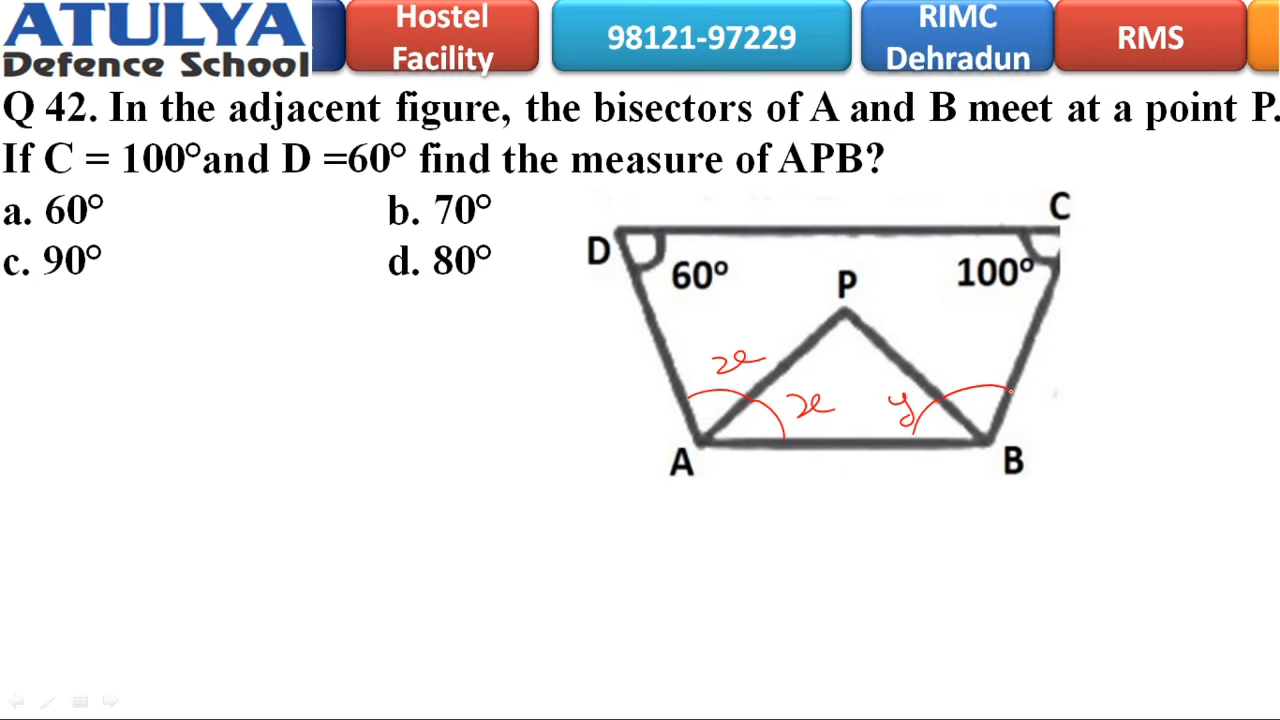 ATULYA
Defence School
Hostel
Facility
98121-97229
RIMC
Dehradun
RMS
Q 42. In the adjacent figure, the bisectors of A and B meet at a point P.
If C = 100°and D =60° find the measure of APB?
a. 60° b. 70°
c. 90° d. 80°
C
D
60°
P
100°
x
x
y
A
B